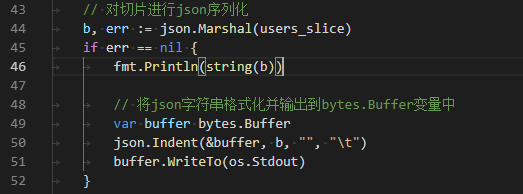 43 // 对切片进行json序列化
44 b, err := json.Marshal(users_slice)
45 if err == nil {
46 fmt.Println(string(b))
47
48 // 将json字符串格式化并输出到bytes.Buffer变量中
49 var buffer bytes.Buffer
50 json.Indent(&buffer, b, "", "\t")
51 buffer.WriteTo(os.Stdout)
52 }